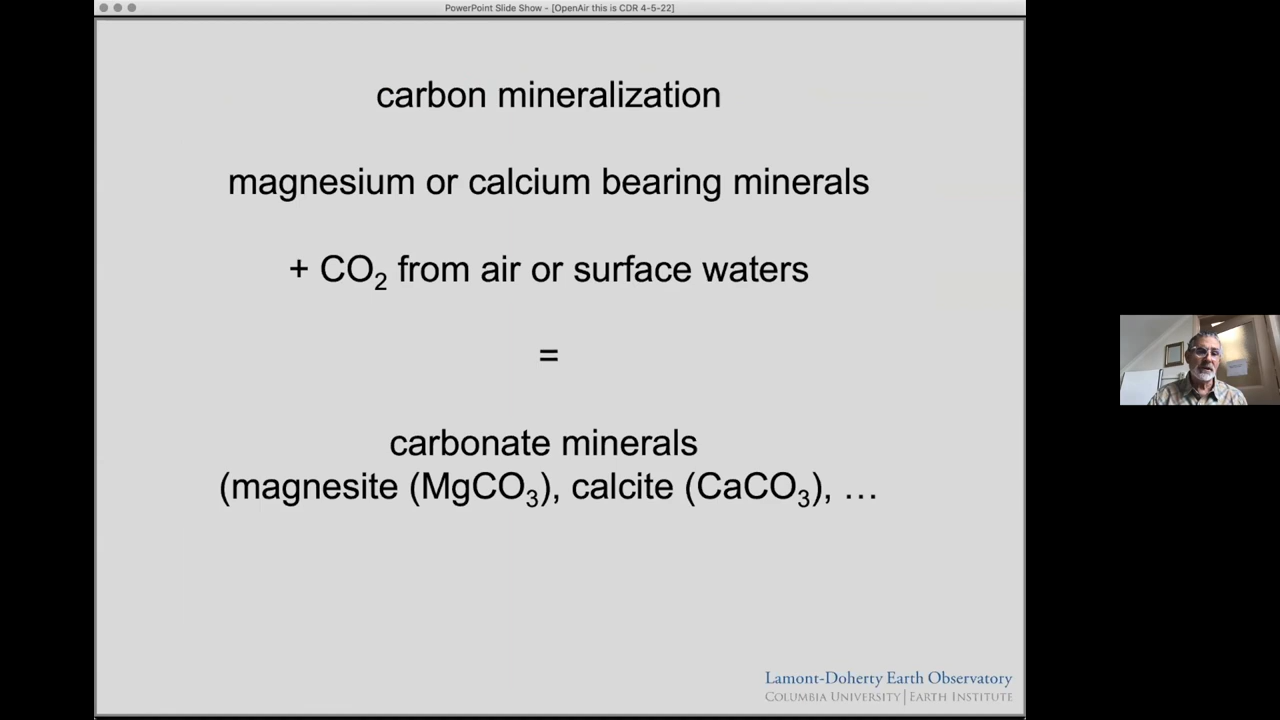 PowerPoint Slide Show - [OpenAir this is CDR 4-5-22]
carbon mineralization
magnesium or calcium bearing minerals
+ CO₂ from air or surface waters
=
carbonate minerals
(magnesite (MgCO₃), calcite (CaCO₃), …
Lamont-Doherty Earth Observatory
COLUMBIA UNIVERSITY | EARTH INSTITUTE